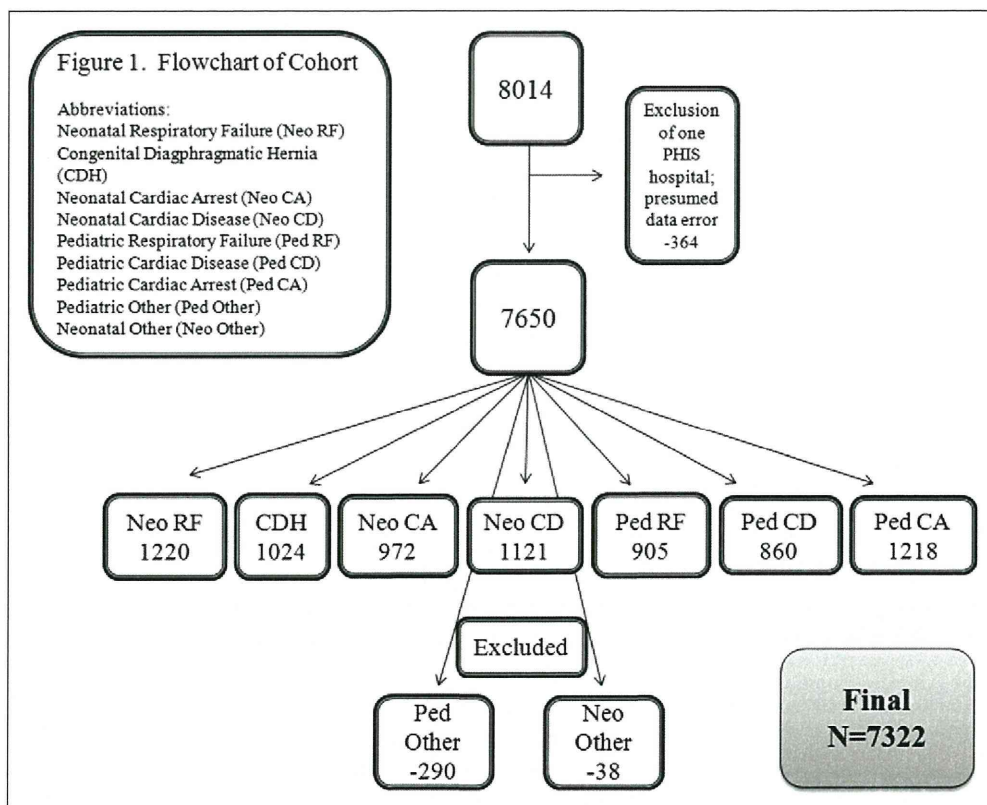 Figure 1. Flowchart of Cohort
Abbreviations:
Neonatal Respiratory Failure (Neo RF)
Congenital Diagphragmatic Hernia
(CDH)
Neonatal Cardiac Arrest (Neo CA)
Neonatal Cardiac Disease (Neo CD)
Pediatric Respiratory Failure (Ped RF)
Pediatric Cardiac Disease (Ped CD)
Pediatric Cardiac Arrest (Ped CA)
Pediatric Other (Ped Other)
Neonatal Other (Neo Other)
8014
Exclusion
of one
PHIS
hospital;
presumed
data error
-364
7650
Neo RF
1220
CDH
1024
Neo CA
972
Neo CD
1121
Ped RF
905
Ped CD
860
Ped CA
1218
Excluded
Ped
Other
-290
Neo
Other
-38
Final
N=7322